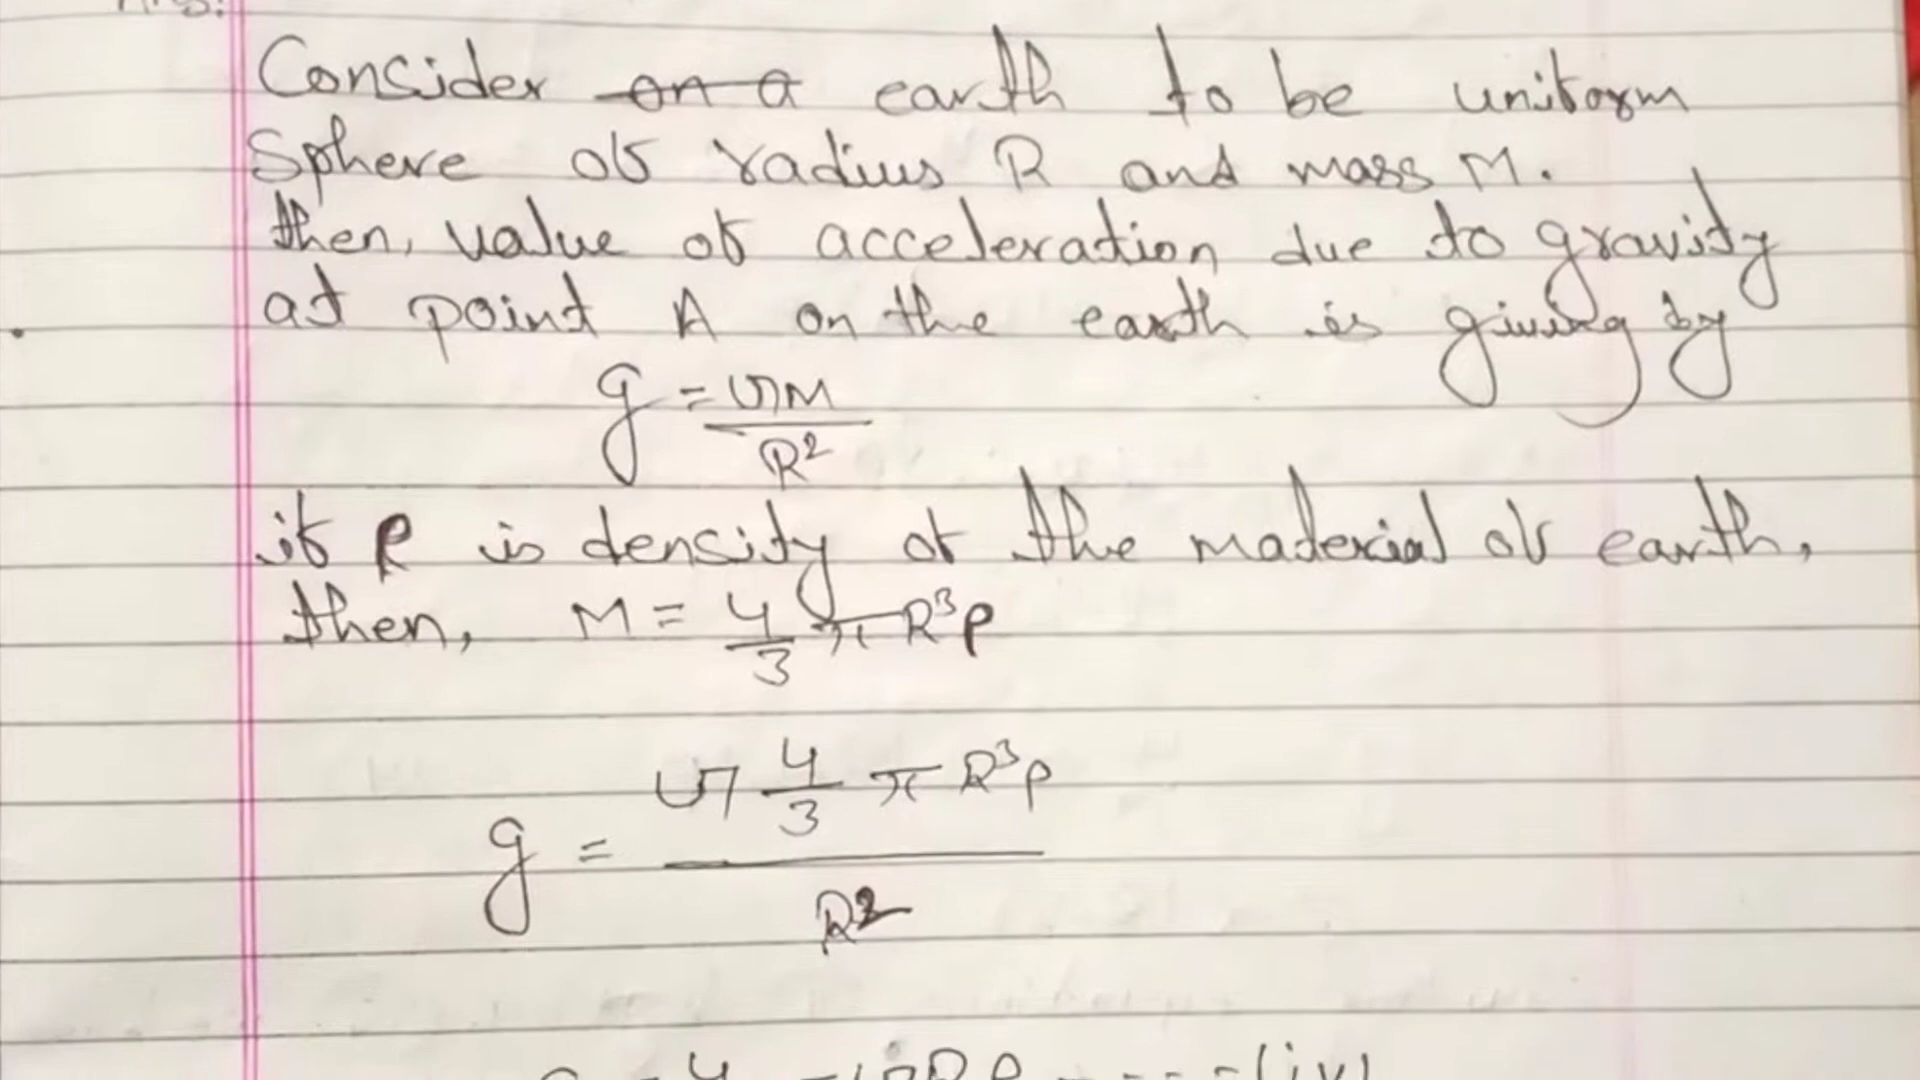 Consider on a earth to be uniform
Sphere of radius R and mass M.
then, value of acceleration due to gravity
at point A on the earth is giving by
g = GM / R²
if ρ is density of the material of earth,
then, M = 4/3 π R³ρ
g = G 4/3 π R³ρ / R²